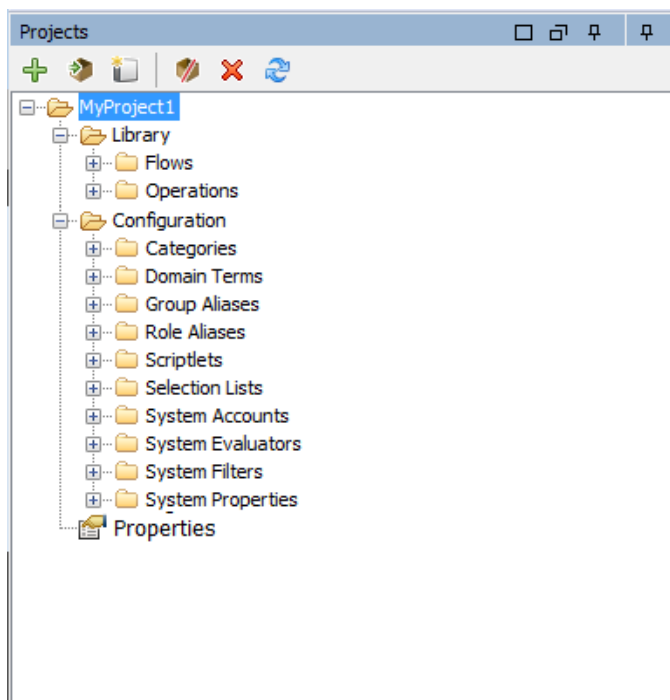 Projects
MyProject1
Library
Flows
Operations
Configuration
Categories
Domain Terms
Group Aliases
Role Aliases
Scriptlets
Selection Lists
System Accounts
System Evaluators
System Filters
System Properties
Properties